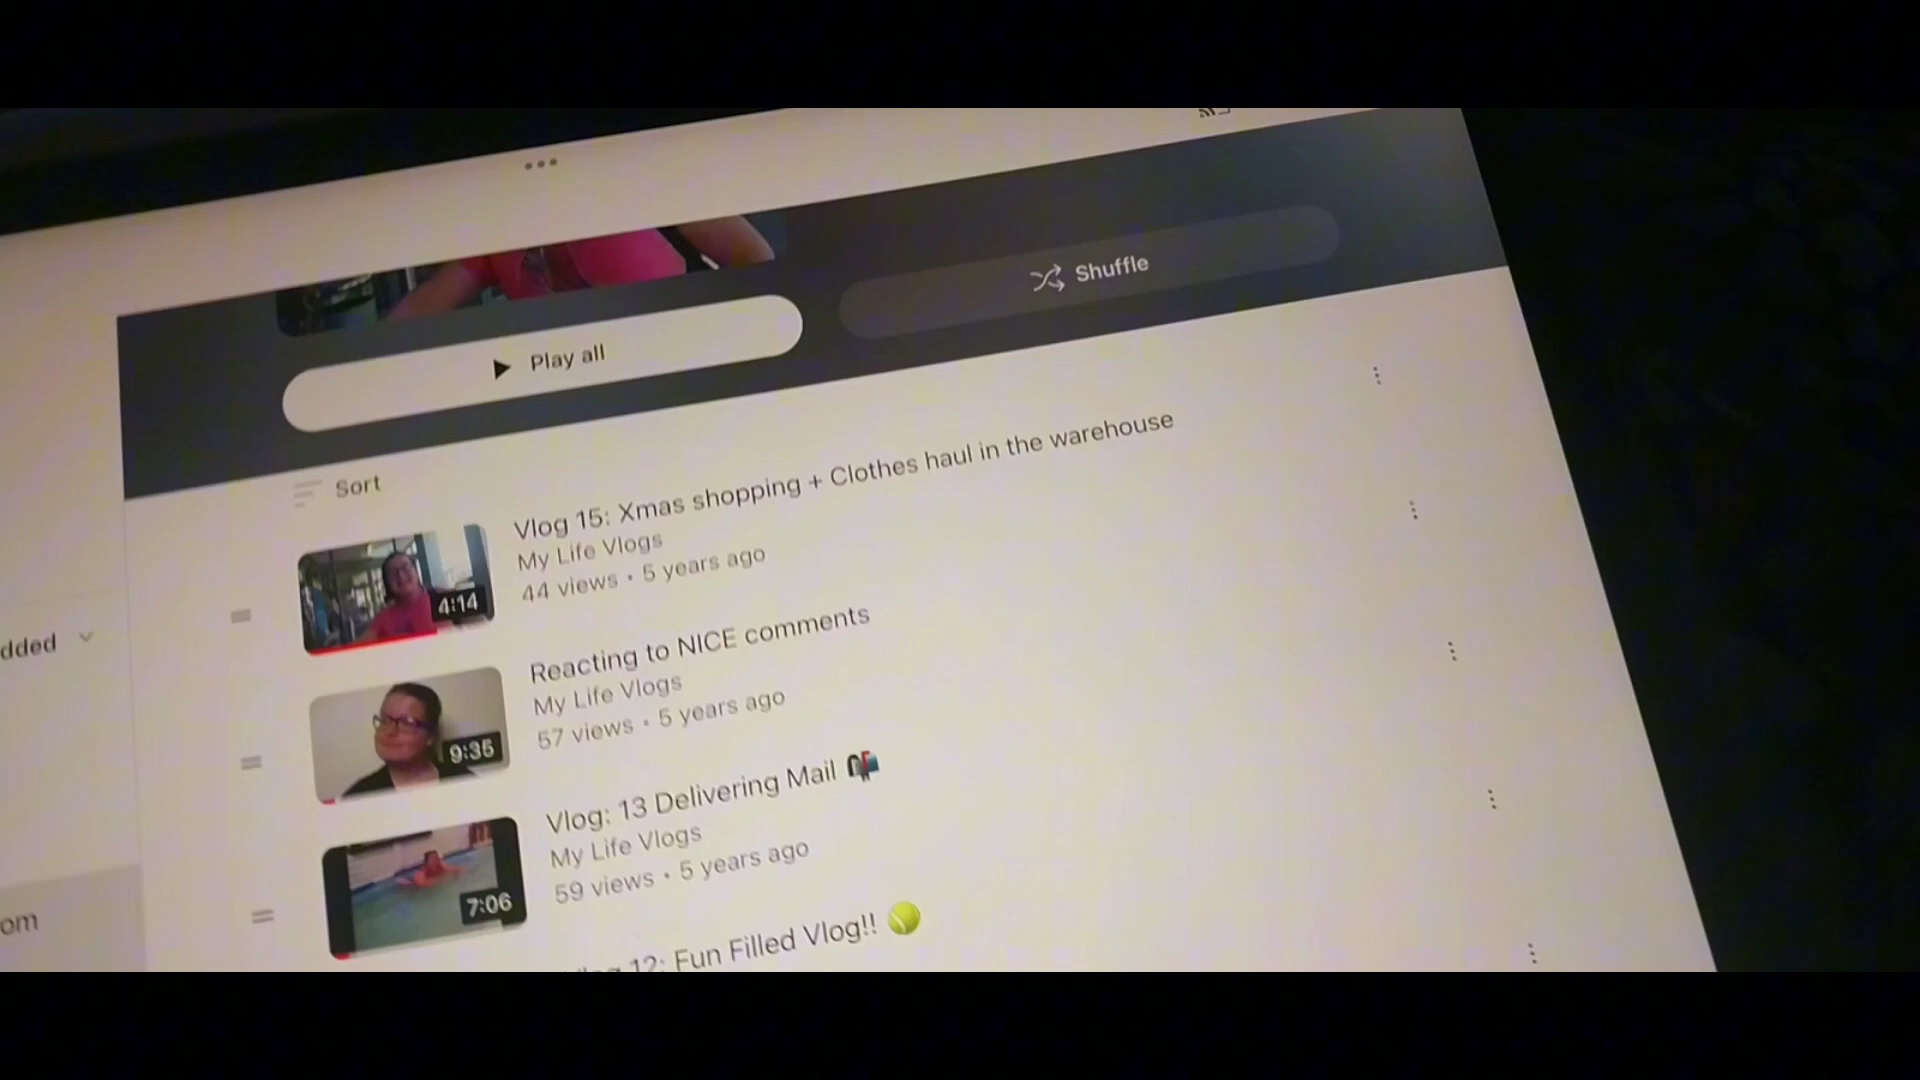 Shuffle
Play all
Sort
Vlog 15: Xmas shopping + Clothes haul in the warehouse
My Life Vlogs
44 views • 5 years ago
4:14
Reacting to NICE comments
My Life Vlogs
57 views • 5 years ago
9:35
dded
Vlog: 13 Delivering Mail 📬
My Life Vlogs
59 views • 5 years ago
7:06
om
12: Fun Filled Vlog!! 🎾